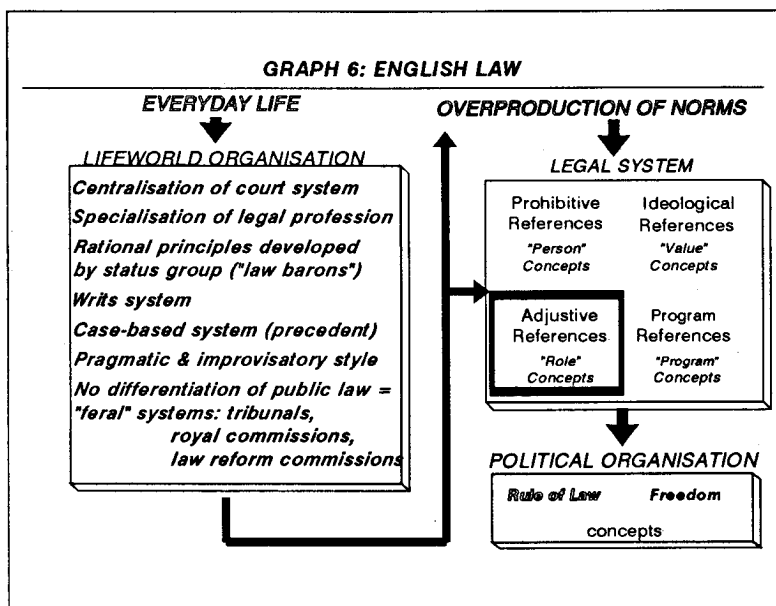 GRAPH 6: ENGLISH LAW
EVERYDAY LIFE
LIFEWORLD ORGANISATION
Centralisation of court system
Specialisation of legal profession
Rational principles developed
by status group ("law barons")
Writs system
Case-based system (precedent)
Pragmatic & improvisatory style
No differentiation of public law =
"feral" systems: tribunals,
royal commissions,
law reform commissions
OVERPRODUCTION OF NORMS
LEGAL SYSTEM
Prohibitive
References
"Person"
Concepts
Ideological
References
"Value"
Concepts
Adjustive
References
"Role"
Concepts
Program
References
"Program"
Concepts
POLITICAL ORGANISATION
Rule of Law Freedom
concepts